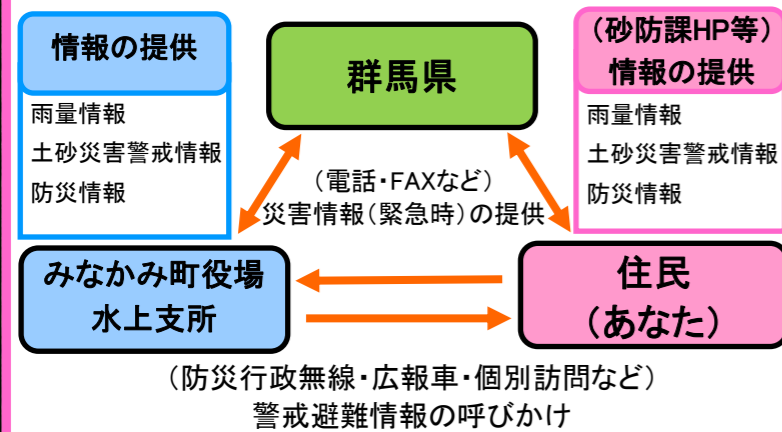 情報の提供
雨量情報
土砂災害警戒情報
防災情報
群馬県
(砂防課HP等)
情報の提供
雨量情報
土砂災害警戒情報
防災情報
(電話・FAXなど)
災害情報(緊急時)の提供
みなかみ町役場
水上支所
住民
(あなた)
(防災行政無線・広報車・個別訪問など)
警戒避難情報の呼びかけ